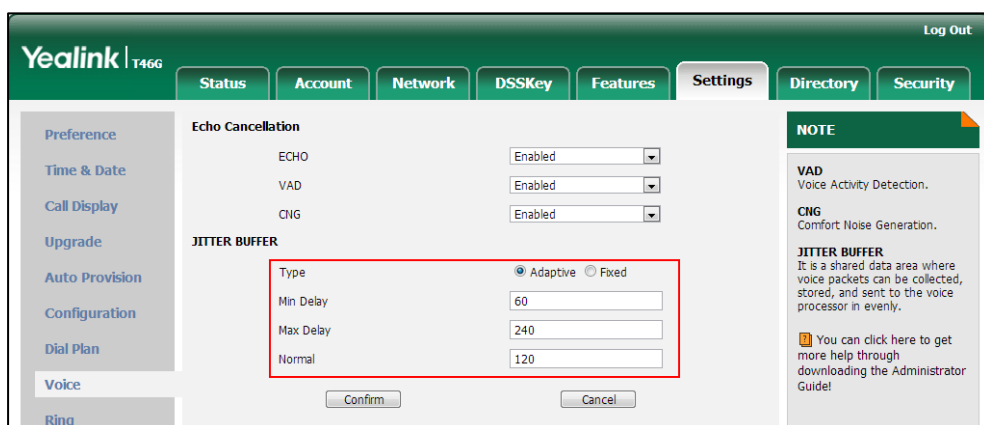 Log Out
Yealink | T46G
Status Account Network DSSKey Features Settings Directory Security
Preference
Time & Date
Call Display
Upgrade
Auto Provision
Configuration
Dial Plan
Voice
Ring
Echo Cancellation
ECHO Enabled
VAD Enabled
CNG Enabled
JITTER BUFFER
Type Adaptive Fixed
Min Delay 60
Max Delay 240
Normal 120
Confirm Cancel
NOTE
VAD
Voice Activity Detection.
CNG
Comfort Noise Generation.
JITTER BUFFER
It is a shared data area where
voice packets can be collected,
stored, and sent to the voice
processor in evenly.
You can click here to get
more help through
downloading the Administrator
Guide!